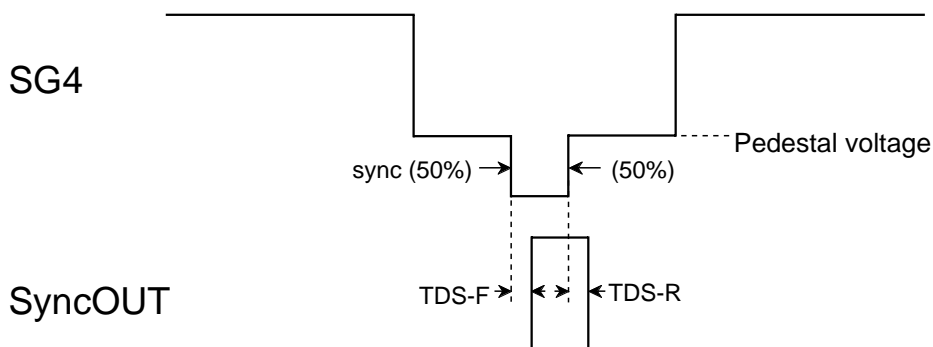 SG4
Pedestal voltage
sync (50%)
(50%)
SyncOUT
TDS-F
TDS-R